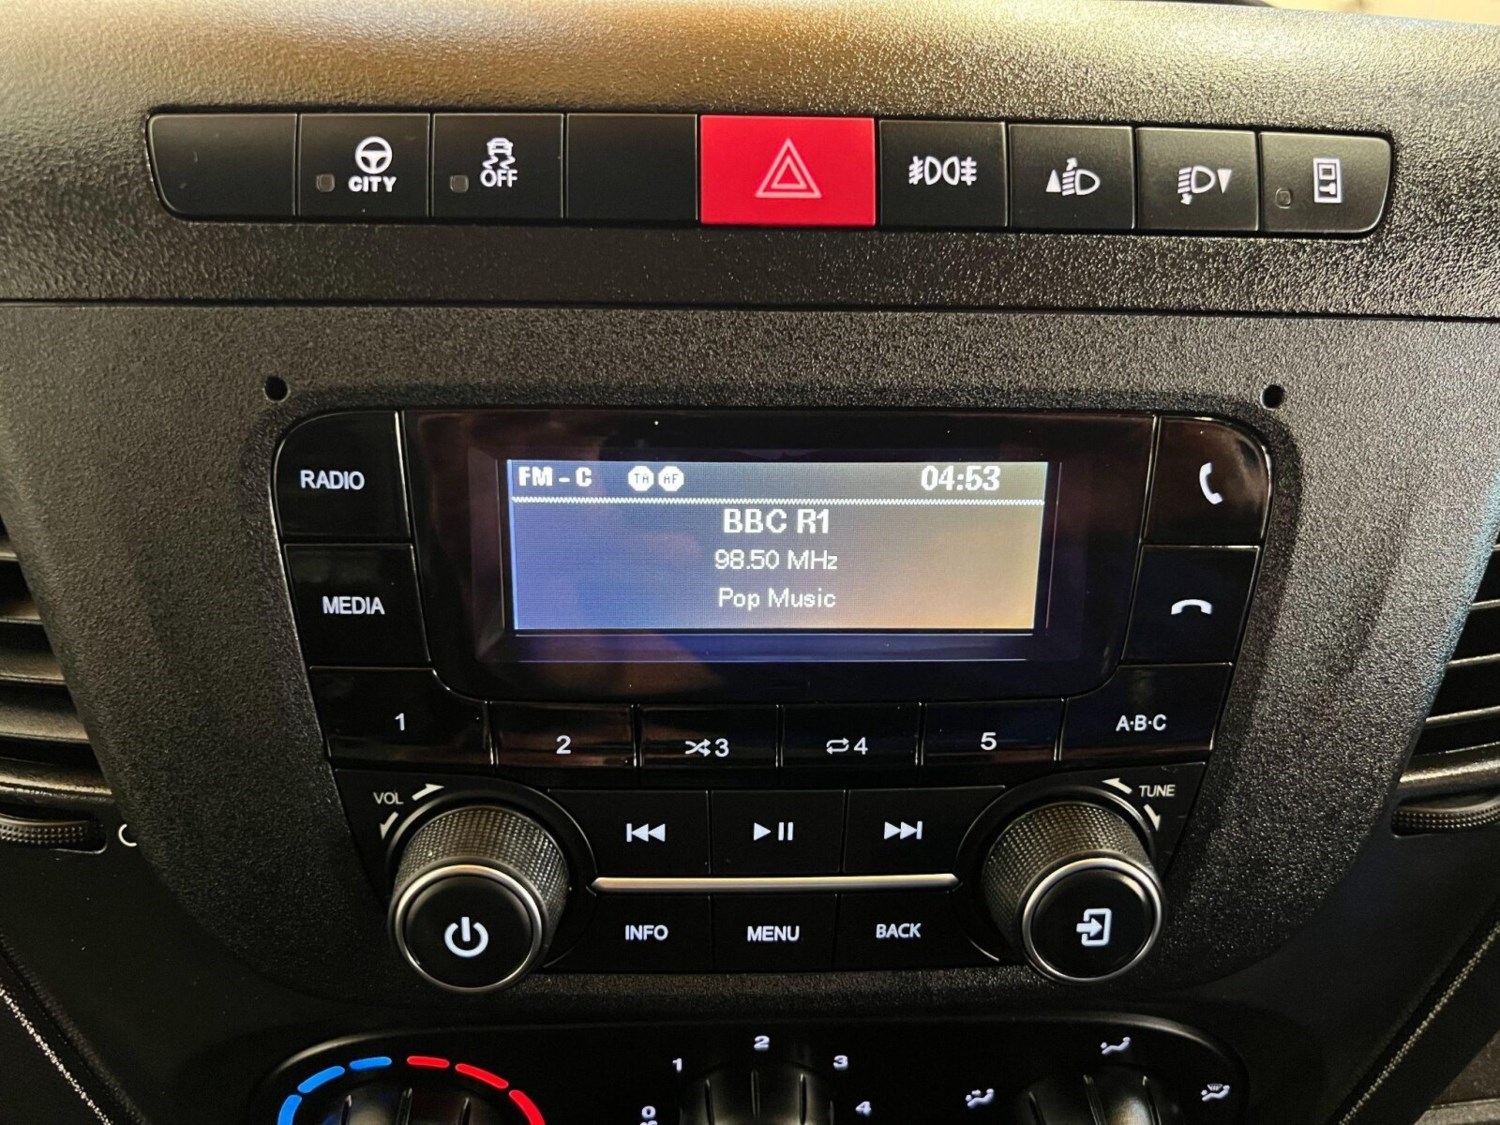 CITY
OFF
FM - C TA AF 04:53
BBC R1
98.50 MHz
Pop Music
RADIO
MEDIA
1
2
3
4
5
A·B·C
VOL
TUNE
INFO
MENU
BACK
0
1
2
3
4